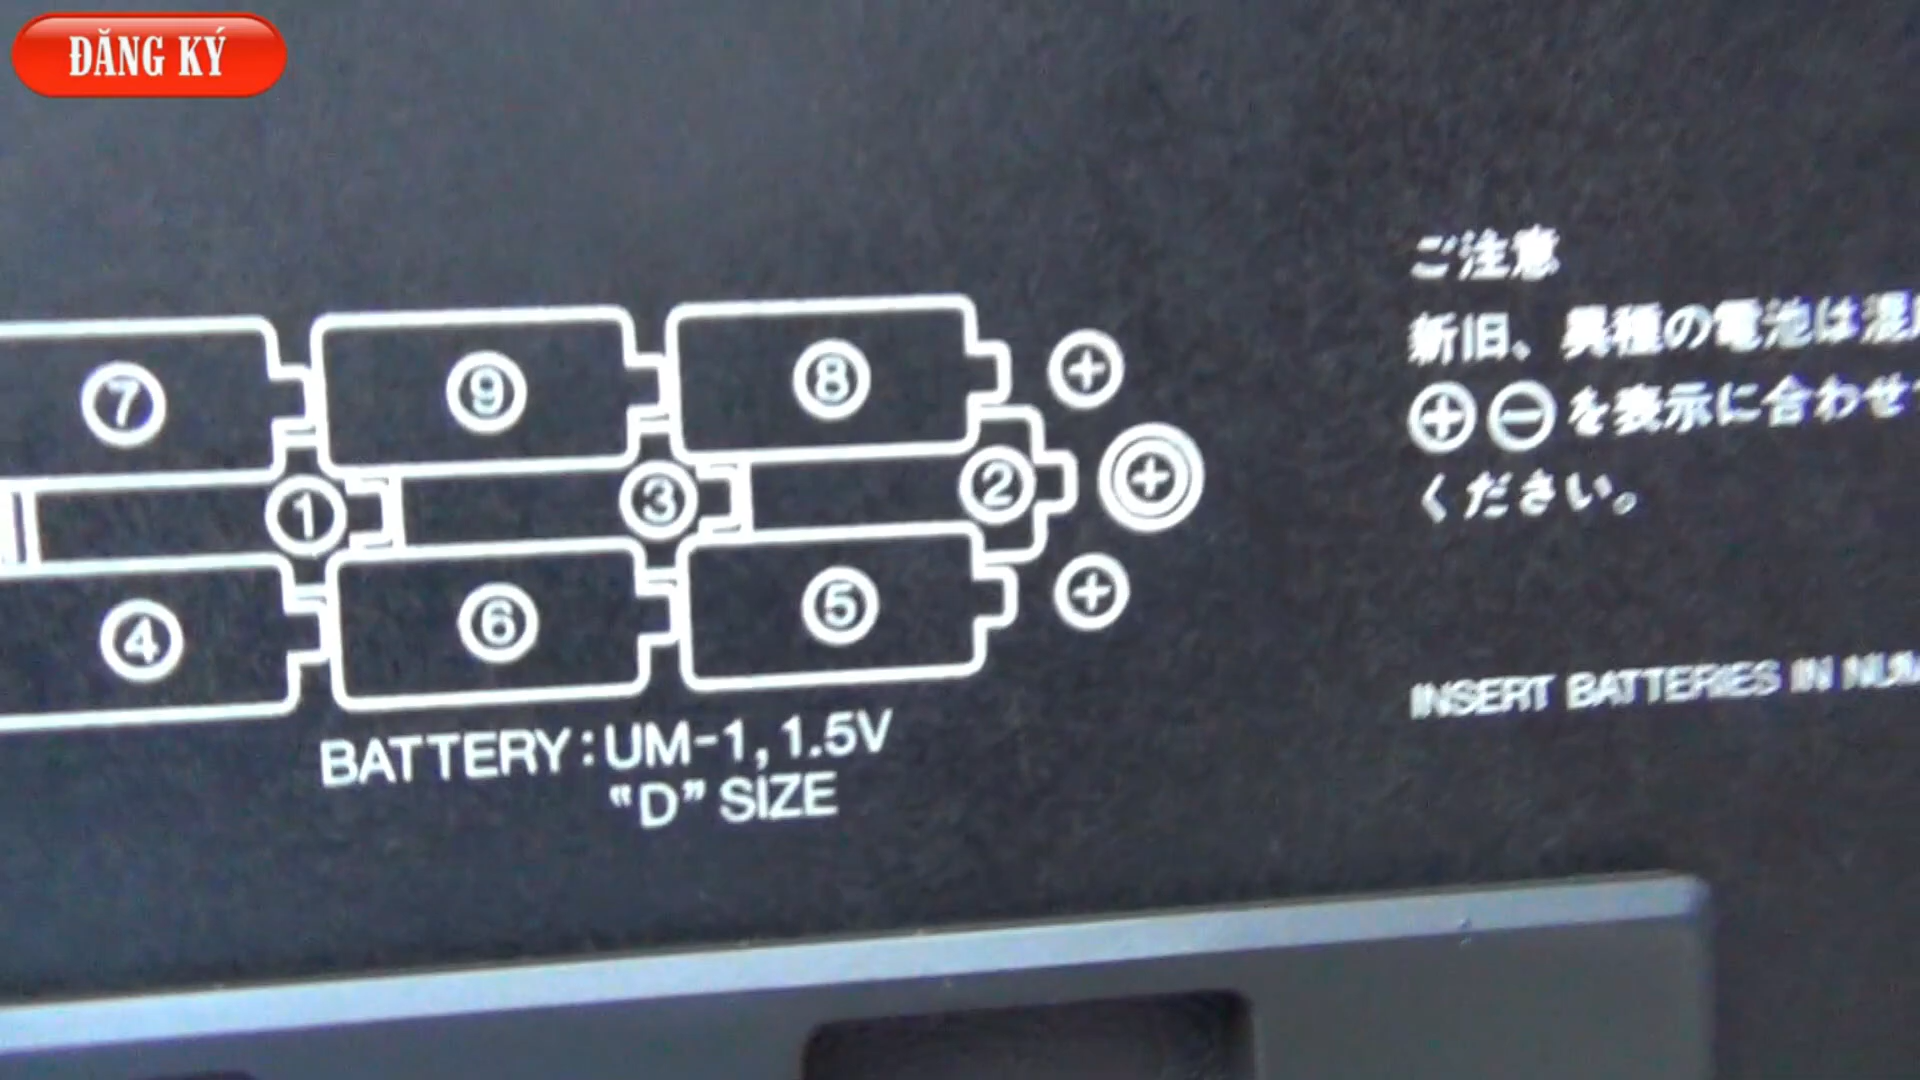 ĐĂNG KÝ
ご注意
新旧、異種の電池は混
⑦ ⑨ ⑧ ⊕
⊕⊖を表示に合わせて
① ③ ② ⊕
ください。
④ ⑥ ⑤ ⊕
INSERT BATTERIES IN
BATTERY:UM-1,1.5V
“D” SIZE